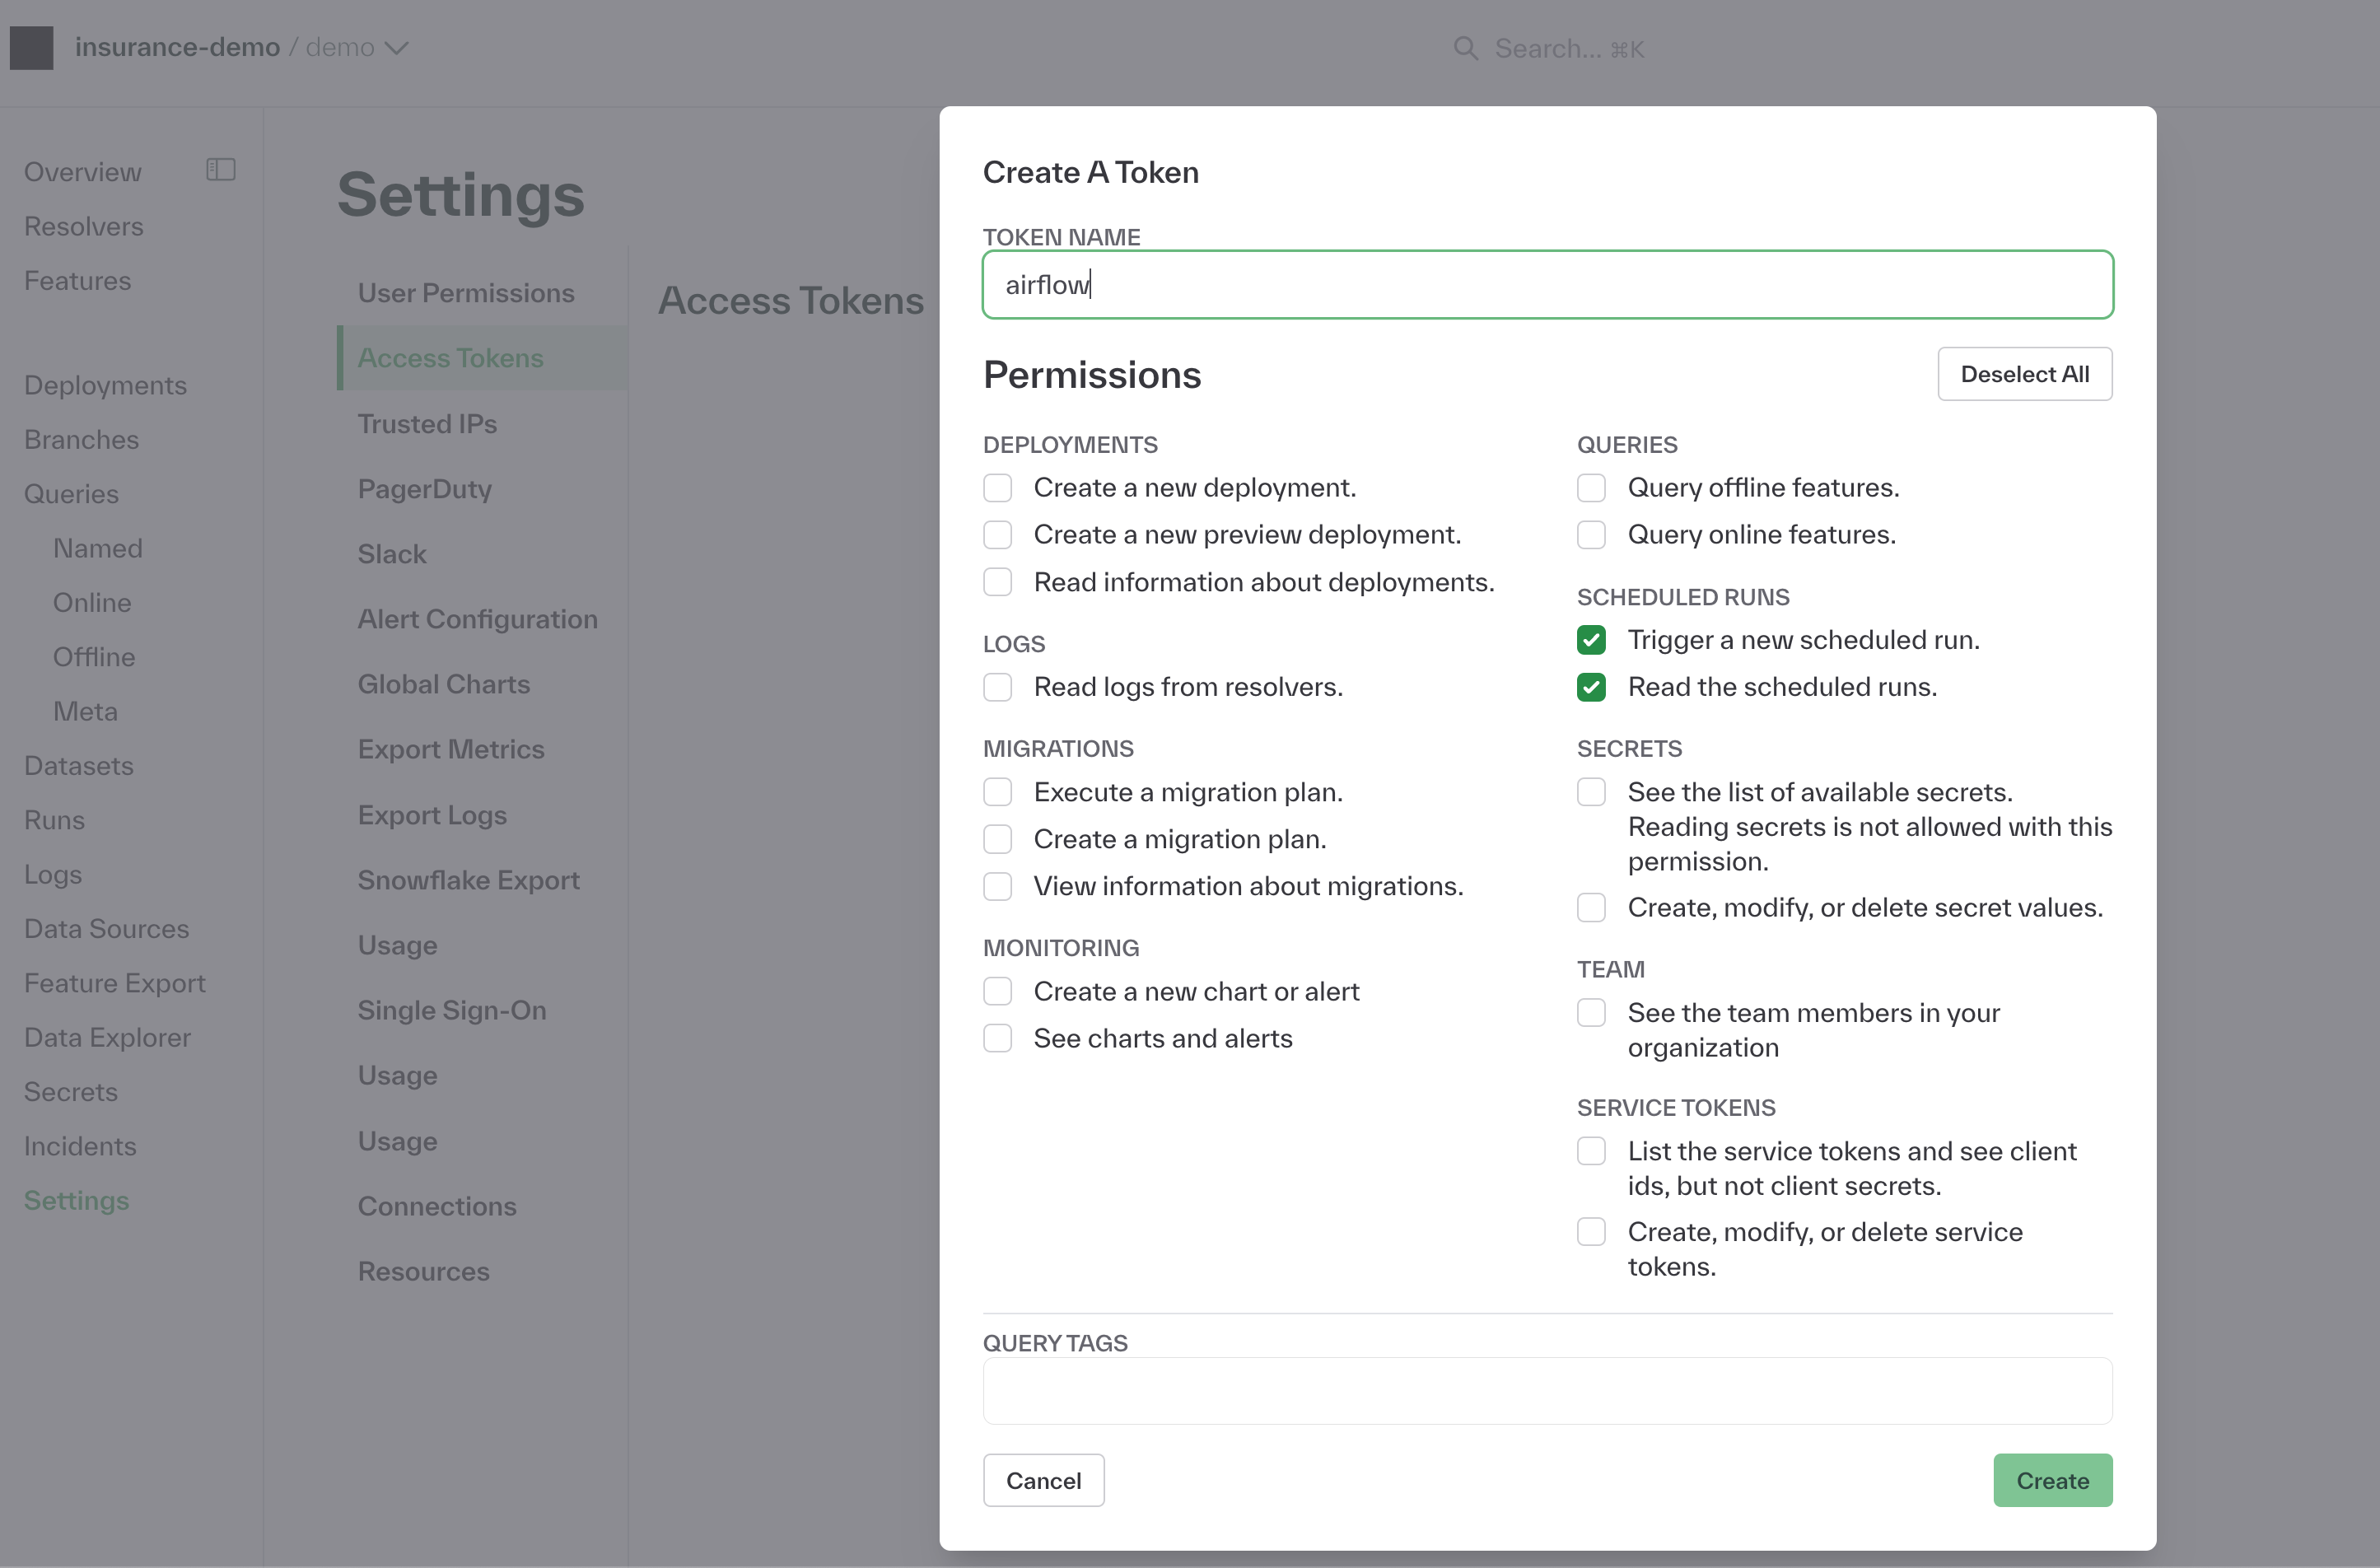 insurance-demo / demo
Search... ⌘K
Overview
Resolvers
Features
Deployments
Branches
Queries
Named
Online
Offline
Meta
Datasets
Runs
Logs
Data Sources
Feature Export
Data Explorer
Secrets
Incidents
Settings
Settings
User Permissions
Access Tokens
Trusted IPs
PagerDuty
Slack
Alert Configuration
Global Charts
Export Metrics
Export Logs
Snowflake Export
Usage
Single Sign-On
Usage
Usage
Connections
Resources
Access Tokens
Create A Token
TOKEN NAME
airflow
Permissions
Deselect All
DEPLOYMENTS
Create a new deployment.
Create a new preview deployment.
Read information about deployments.
LOGS
Read logs from resolvers.
MIGRATIONS
Execute a migration plan.
Create a migration plan.
View information about migrations.
MONITORING
Create a new chart or alert
See charts and alerts
QUERIES
Query offline features.
Query online features.
SCHEDULED RUNS
Trigger a new scheduled run.
Read the scheduled runs.
SECRETS
See the list of available secrets.
Reading secrets is not allowed with this
permission.
Create, modify, or delete secret values.
TEAM
See the team members in your
organization
SERVICE TOKENS
List the service tokens and see client
ids, but not client secrets.
Create, modify, or delete service
tokens.
QUERY TAGS
Cancel
Create